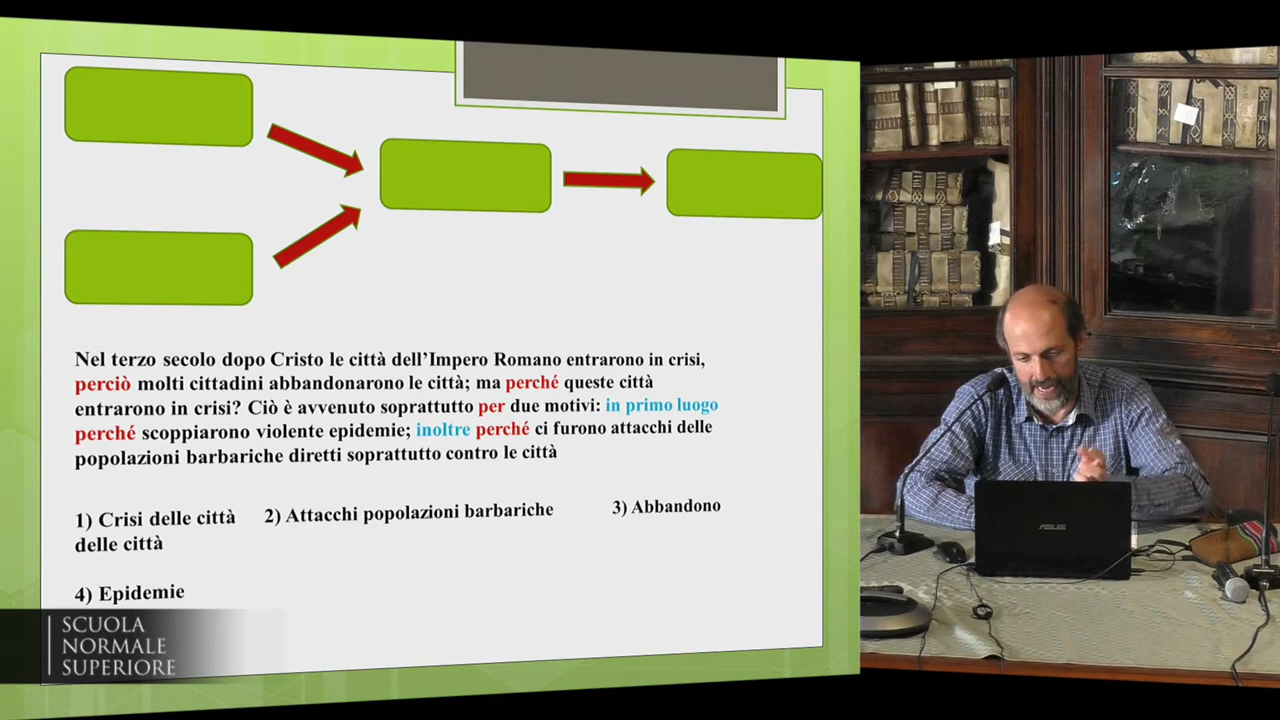 Nel terzo secolo dopo Cristo le città dell'Impero Romano entrarono in crisi,
perciò molti cittadini abbandonarono le città; ma perché queste città
entrarono in crisi? Ciò è avvenuto soprattutto per due motivi: in primo luogo
perché scoppiarono violente epidemie; inoltre perché ci furono attacchi delle
popolazioni barbariche diretti soprattutto contro le città
1) Crisi delle città 2) Attacchi popolazioni barbariche 3) Abbandono
delle città
4) Epidemie
SCUOLA
NORMALE
SUPERIORE
ASUS